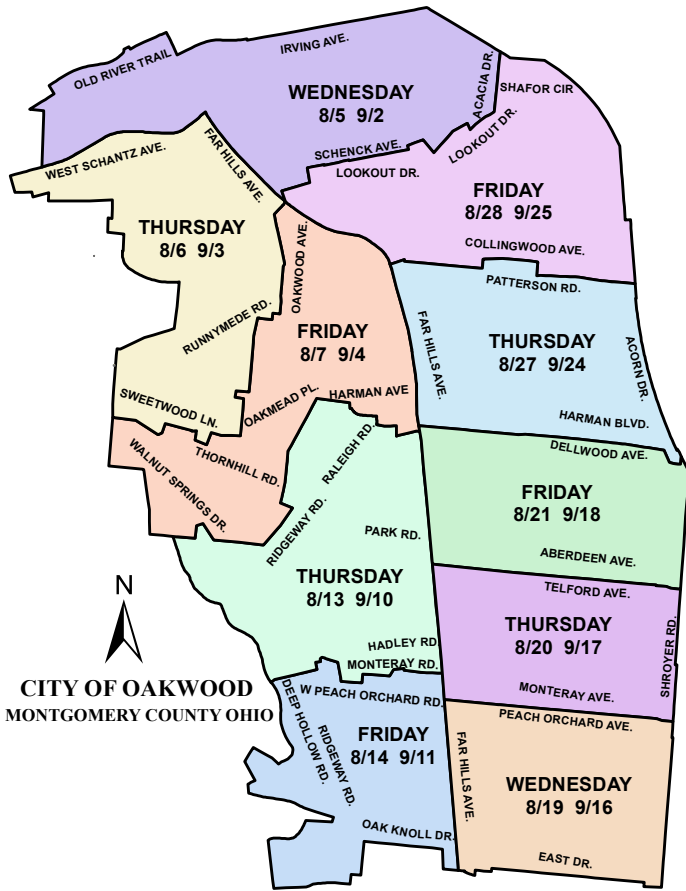 OLD RIVER TRAIL
IRVING AVE.
ACACIA DR.
WEDNESDAY
8/5 9/2
SCHENCK AVE.
SHAFOR CIR
LOOKOUT DR.
LOOKOUT DR.
FRIDAY
8/28 9/25
COLLINGWOOD AVE.
WEST SCHANTZ AVE.
FAR HILLS AVE.
THURSDAY
8/6 9/3
RUNNYMEDE RD.
SWEETWOOD LN.
OAKWOOD AVE.
FRIDAY
8/7 9/4
OAKMEAD PL.
HARMAN AVE
THORNHILL RD.
WALNUT SPRINGS DR.
PATTERSON RD.
FAR HILLS AVE.
THURSDAY
8/27 9/24
ACORN DR.
HARMAN BLVD.
DELLWOOD AVE.
FRIDAY
8/21 9/18
ABERDEEN AVE.
RALEIGH RD.
RIDGEWAY RD.
PARK RD.
THURSDAY
8/13 9/10
HADLEY RD.
MONTERAY RD.
TELFORD AVE.
THURSDAY
8/20 9/17
SHROYER RD.
MONTERAY AVE.
N
CITY OF OAKWOOD
MONTGOMERY COUNTY OHIO
W PEACH ORCHARD RD.
DEEP HOLLOW RD.
RIDGEWAY RD.
FRIDAY
8/14 9/11
OAK KNOLL DR.
PEACH ORCHARD AVE.
FAR HILLS AVE.
WEDNESDAY
8/19 9/16
EAST DR.